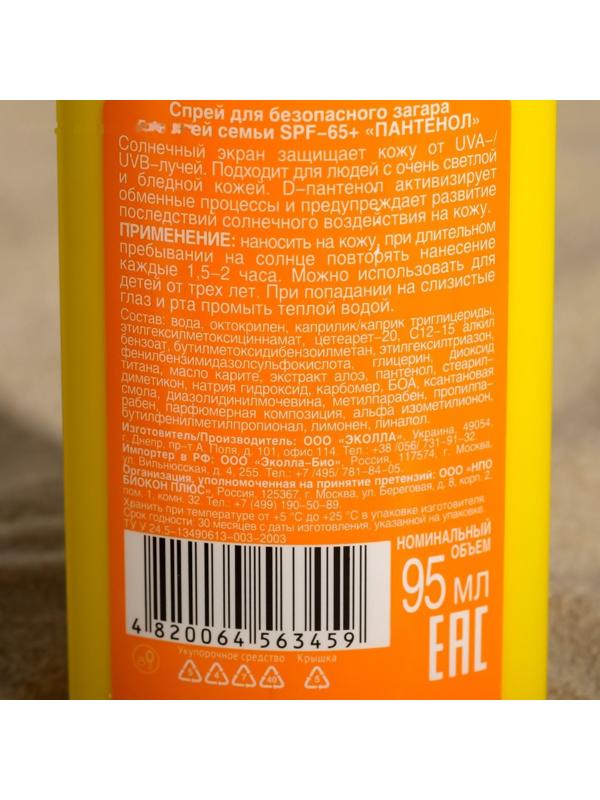 Спрей для безопасного загара
всей семьи SPF-65+ «ПАНТЕНОЛ»
Солнечный экран защищает кожу от UVA-/
UVB-лучей. Подходит для людей с очень светлой
и бледной кожей. D-пантенол активизирует
обменные процессы и предупреждает развитие
последствий солнечного воздействия на кожу.
ПРИМЕНЕНИЕ: наносить на кожу, при длительном
пребывании на солнце повторять нанесение
каждые 1,5–2 часа. Можно использовать для
детей от трех лет. При попадании на слизистые
глаз и рта промыть теплой водой.
Состав: вода, октокрилен, каприлик/каприк триглицериды,
этилгексилметоксициннамат, цетеарет-20, С12-15 алкил
бензоат, бутилметоксидибензоилметан, этилгексилтриазон,
фенилбензимидазолсульфокислота, глицерин, диоксид
титана, масло карите, экстракт алоэ, пантенол, стеарил-
диметикон, натрия гидроксид, карбомер, БОА, ксантановая
смола, диазолидинилмочевина, метилпарабен, пропилпа-
рабен, парфюмерная композиция, альфа изометилионон,
бутилфенилметилпропионал, лимонен, линалол.
Изготовитель/Производитель: ООО «ЭКОЛЛА», Украина, 49054,
г. Днепр, пр-т А. Поля, д. 101, офис 114. Тел.: +38 /056/ 731-91-32
Импортер в РФ: ООО «Эколла-Био», Россия, 117574, г. Москва,
ул. Вильнюсская, д. 4, 255. Тел.: +7 /495/ 781-84-05.
Организация, уполномоченная на принятие претензий: ООО «НПО
БИОКОН ПЛЮС», Россия, 125367, г. Москва, ул. Береговая, д. 8, корп. 2,
пом. 1, комн. 32. Тел.: +7 (499) 190-50-89.
Хранить при температуре от +5 °С до +25 °С в упаковке изготовителя.
Срок годности: 30 месяцев с даты изготовления, указанной на упаковке.
ТУ У 24.5-13490613-003-2003
НОМИНАЛЬНЫЙ
ОБЪЕМ
95 мл
EAC
4 820064 563459
Укупорочное средство Крышка
5 4 7 40 5